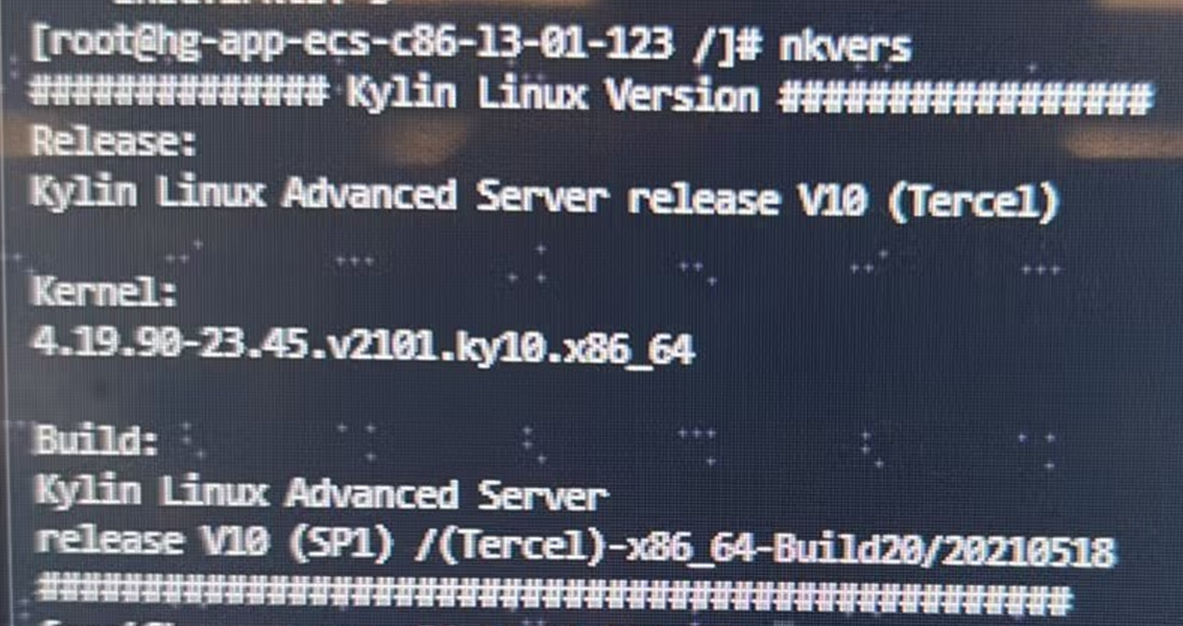 [root@hg-app-ecs-c86-13-01-123 /]# nkvers
############## Kylin Linux Version #################
Release:
Kylin Linux Advanced Server release V10 (Tercel)
Kernel:
4.19.90-23.45.v2101.ky10.x86_64
Build:
Kylin Linux Advanced Server
release V10 (SP1) /(Tercel)-x86_64-Build20/20210518
#################################################